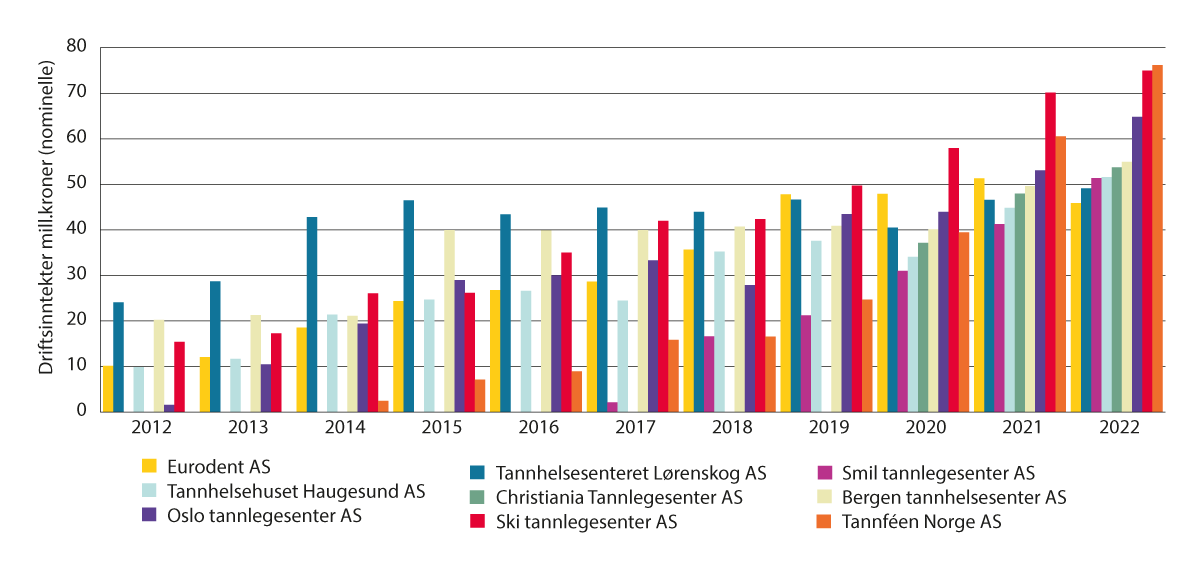 Driftsinntekter mill.kroner (nominelle)
80
70
60
50
40
30
20
10
0
2012 2013 2014 2015 2016 2017 2018 2019 2020 2021 2022
Eurodent AS
Tannhelsehuset Haugesund AS
Oslo tannlegesenter AS
Tannhelsesenteret Lørenskog AS
Christiania Tannlegesenter AS
Ski tannlegesenter AS
Smil tannlegesenter AS
Bergen tannhelsesenter AS
Tannféen Norge AS